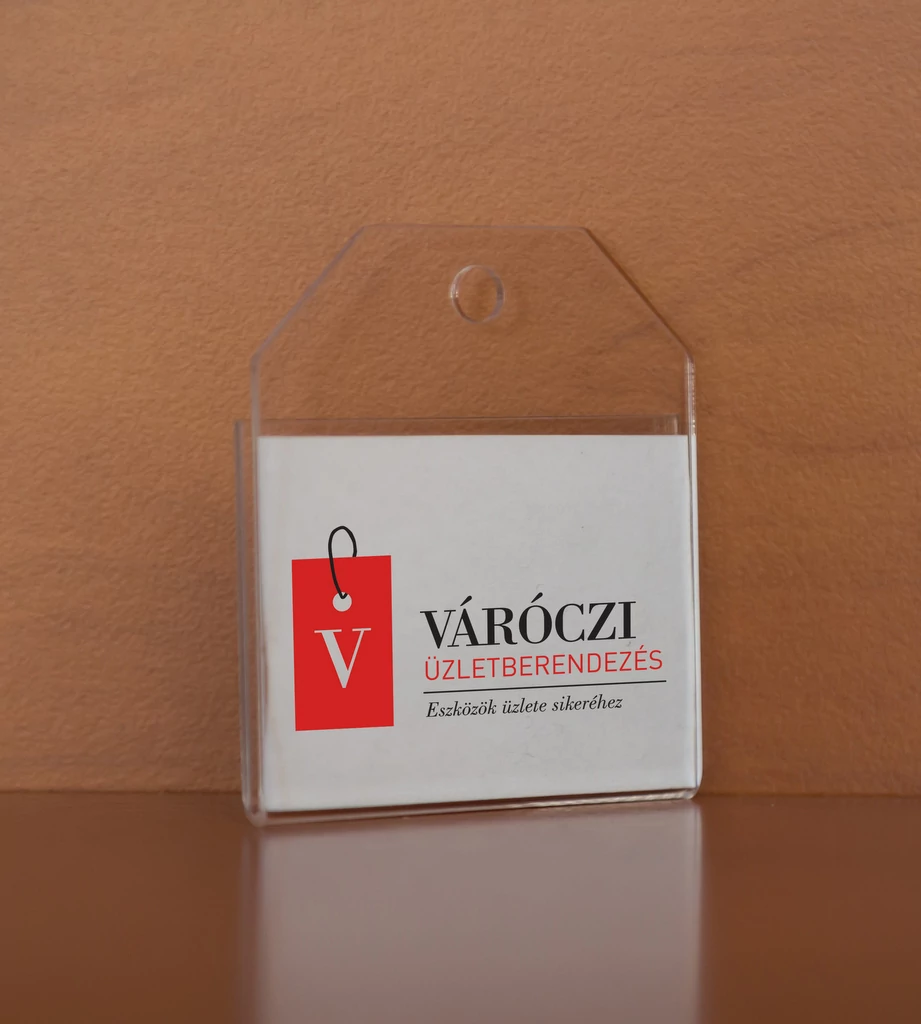 V
VÁRÓCZI
ÜZLETBERENDEZÉS
Eszközök üzlete sikeréhez